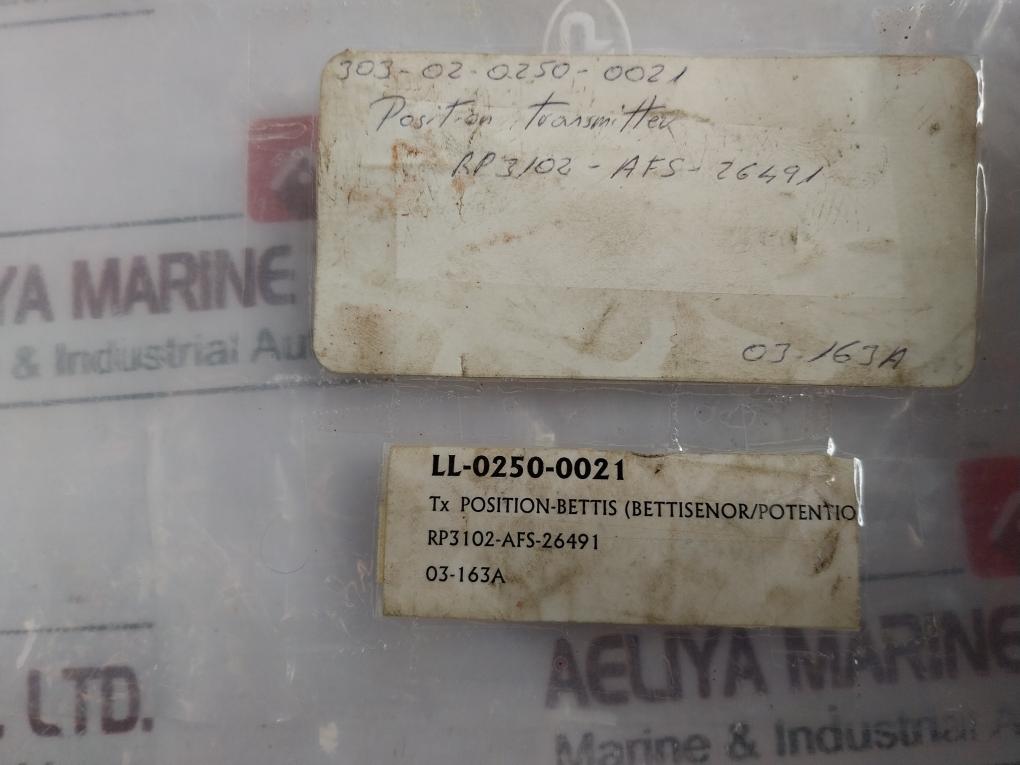 303-02-0250-0021
Position transmitter
RP3102-AFS-26491
YA MARINE
& Industrial Au
03-163A
LL-0250-0021
Tx POSITION-BETTIS (BETTISENOR/POTENTIO
RP3102-AFS-26491
03-163A
LTD.
AELIYA MARINE
Marine & Industrial A